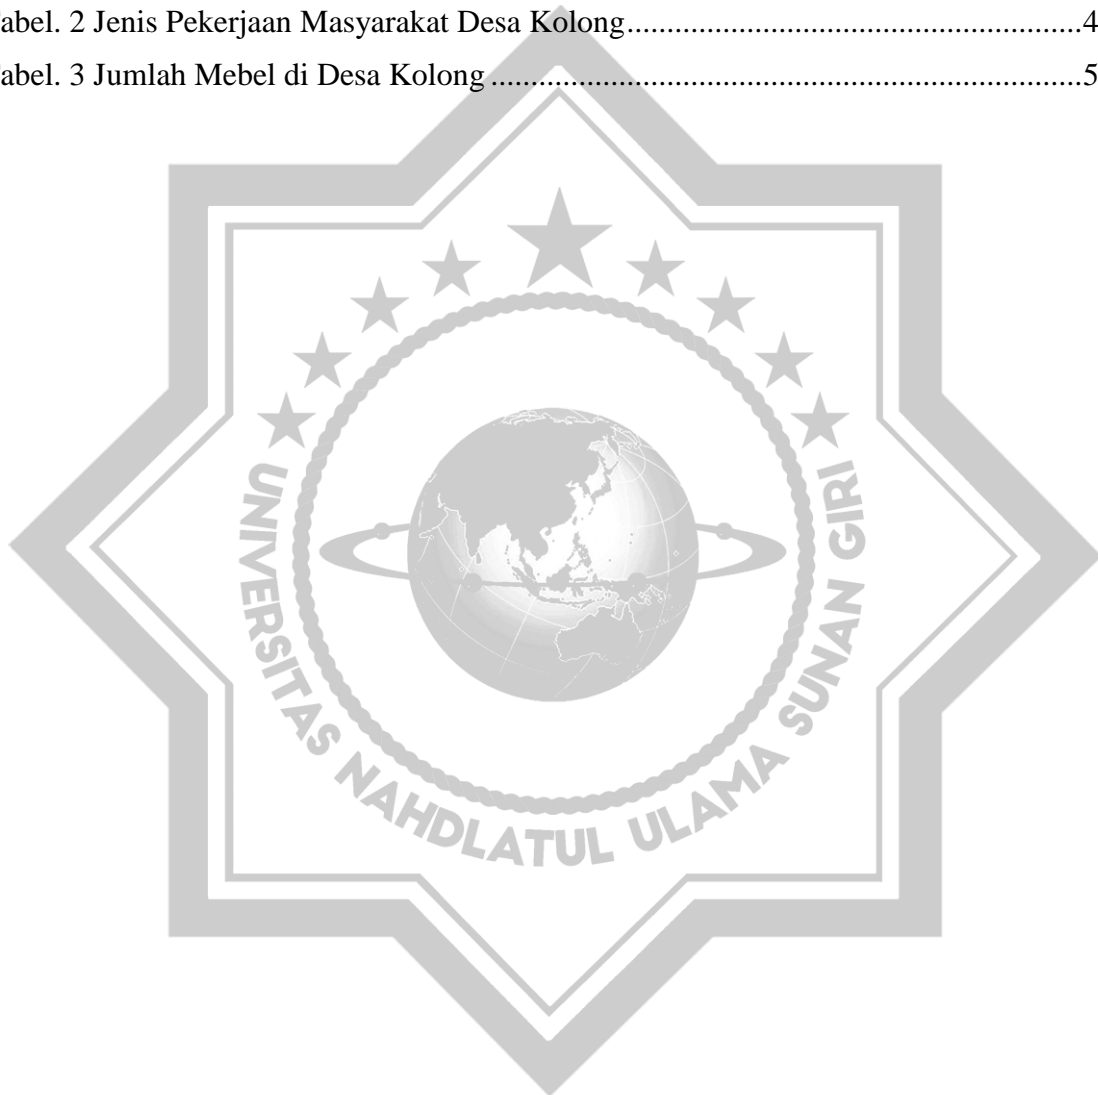 abel. 2 Jenis Pekerjaan Masyarakat Desa Kolong.........................................................4
abel. 3 Jumlah Mebel di Desa Kolong..........................................................................5
UNIVERSITAS NAHDLATUL ULAMA SUNAN GIRI